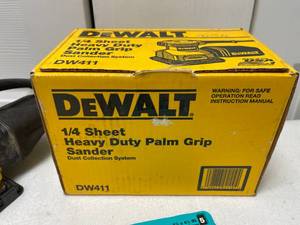 1/4 Sheet
Heavy Duty Palm Grip
Sander
Dust Collection System
DW411
DEWALT
WARNING: FOR SAFE
OPERATION READ
INSTRUCTION MANUAL
1/4 Sheet
Heavy Duty Palm Grip
Sander
Dust Collection System
DW411